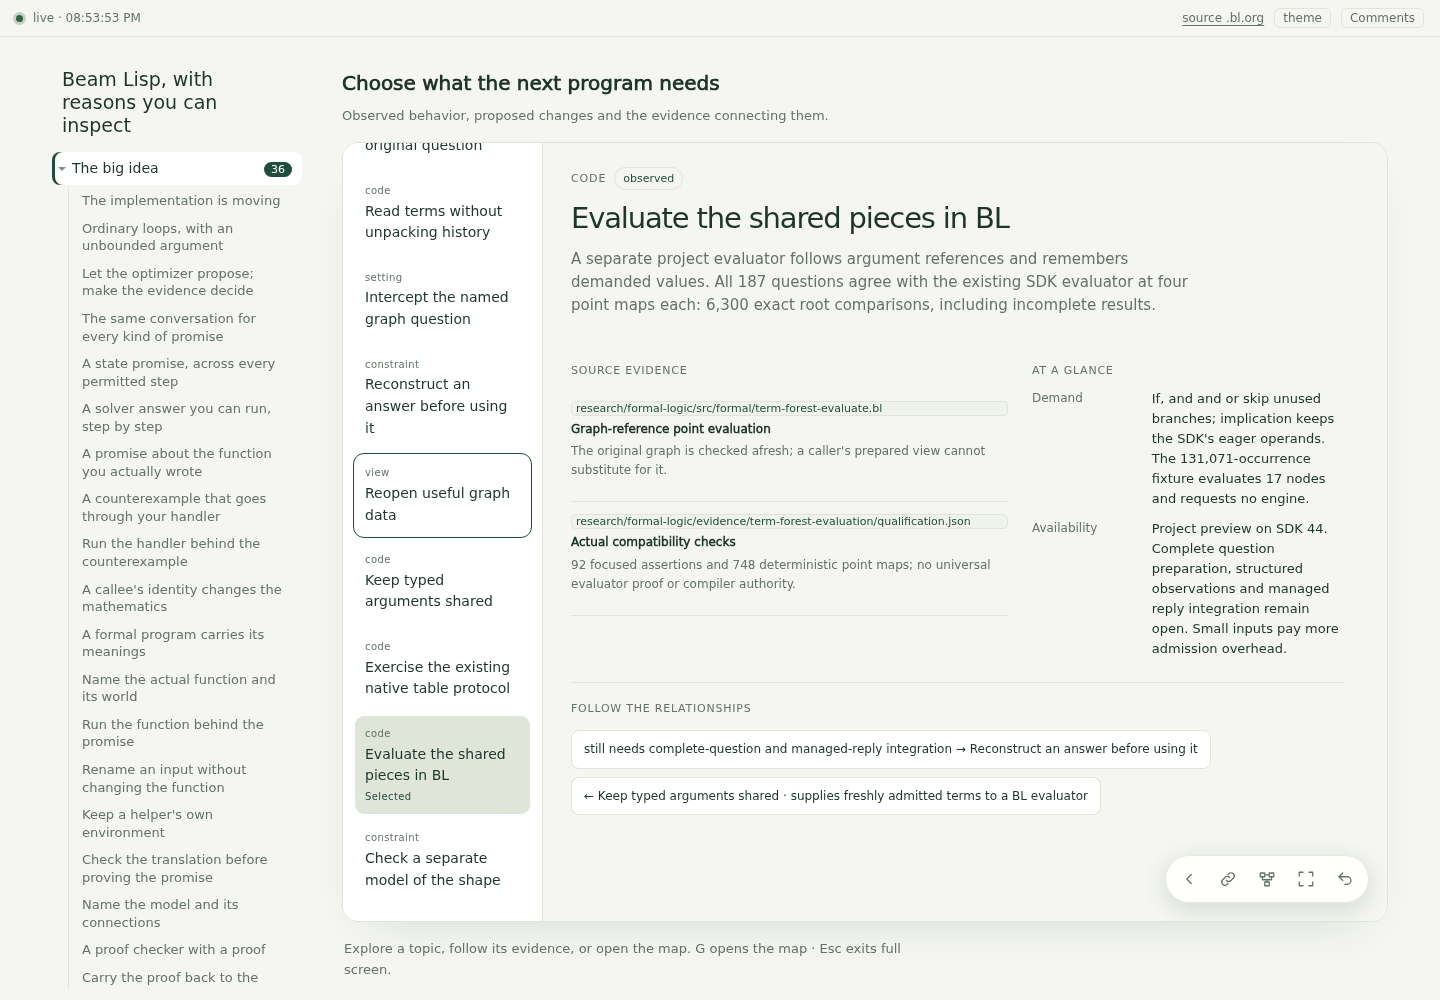 live · 08:53:53 PM
source .bl.org
theme
Comments
Beam Lisp, with
reasons you can
inspect
The big idea
36
The implementation is moving
Ordinary loops, with an
unbounded argument
Let the optimizer propose;
make the evidence decide
The same conversation for
every kind of promise
A state promise, across every
permitted step
A solver answer you can run,
step by step
A promise about the function
you actually wrote
A counterexample that goes
through your handler
Run the handler behind the
counterexample
A callee's identity changes the
mathematics
A formal program carries its
meanings
Name the actual function and
its world
Run the function behind the
promise
Rename an input without
changing the function
Keep a helper's own
environment
Check the translation before
proving the promise
Name the model and its
connections
A proof checker with a proof
Carry the proof back to the
Choose what the next program needs
Observed behavior, proposed changes and the evidence connecting them.
original question
code
Read terms without
unpacking history
setting
Intercept the named
graph question
constraint
Reconstruct an
answer before using
it
view
Reopen useful graph
data
code
Keep typed
arguments shared
code
Exercise the existing
native table protocol
code
Evaluate the shared
pieces in BL
Selected
constraint
Check a separate
model of the shape
CODE
observed
Evaluate the shared pieces in BL
A separate project evaluator follows argument references and remembers
demanded values. All 187 questions agree with the existing SDK evaluator at four
point maps each: 6,300 exact root comparisons, including incomplete results.
SOURCE EVIDENCE
research/formal-logic/src/formal/term-forest-evaluate.bl
Graph-reference point evaluation
The original graph is checked afresh; a caller's prepared view cannot
substitute for it.
research/formal-logic/evidence/term-forest-evaluation/qualification.json
Actual compatibility checks
92 focused assertions and 748 deterministic point maps; no universal
evaluator proof or compiler authority.
AT A GLANCE
Demand
If, and and or skip unused
branches; implication keeps
the SDK's eager operands.
The 131,071-occurrence
fixture evaluates 17 nodes
and requests no engine.
Availability
Project preview on SDK 44.
Complete question
preparation, structured
observations and managed
reply integration remain
open. Small inputs pay more
admission overhead.
FOLLOW THE RELATIONSHIPS
still needs complete-question and managed-reply integration → Reconstruct an answer before using it
← Keep typed arguments shared · supplies freshly admitted terms to a BL evaluator
Explore a topic, follow its evidence, or open the map. G opens the map · Esc exits full
screen.